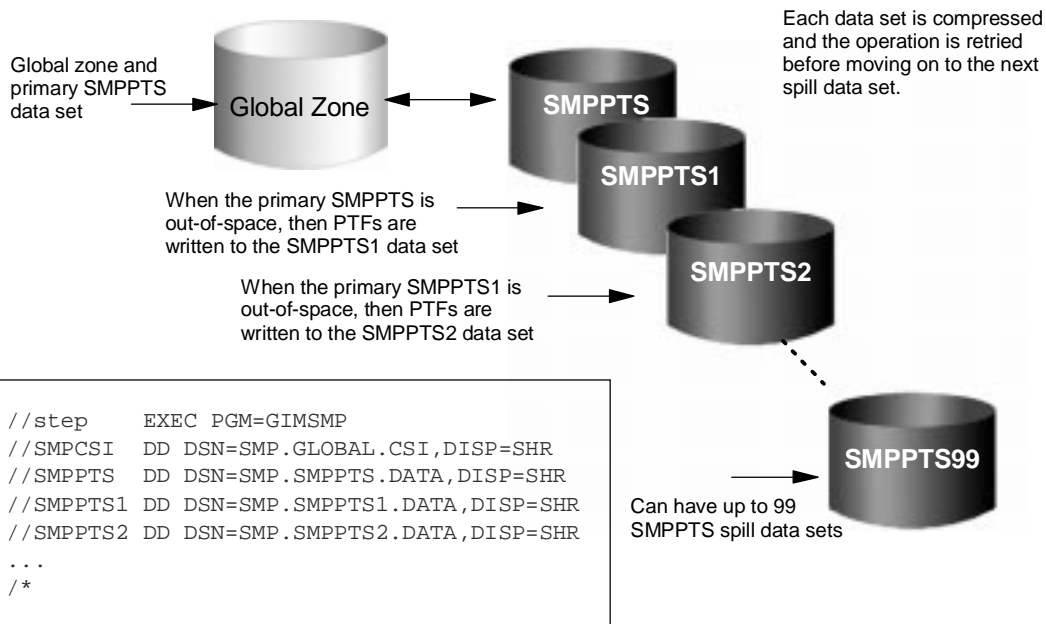 Each data set is compressed
and the operation is retried
before moving on to the next
spill data set.
Global zone and
primary SMPPTS
data set
Global Zone
SMPPTS
SMPPTS1
SMPPTS2
When the primary SMPPTS is
out-of-space, then PTFs are
written to the SMPPTS1 data set
When the primary SMPPTS1 is
out-of-space, then PTFs are
written to the SMPPTS2 data set
SMPPTS99
Can have up to 99
SMPPTS spill data sets
//step     EXEC PGM=GIMSMP
//SMPCSI   DD DSN=SMP.GLOBAL.CSI,DISP=SHR
//SMPPTS   DD DSN=SMP.SMPPTS.DATA,DISP=SHR
//SMPPTS1  DD DSN=SMP.SMPPTS1.DATA,DISP=SHR
//SMPPTS2  DD DSN=SMP.SMPPTS2.DATA,DISP=SHR
...
/*